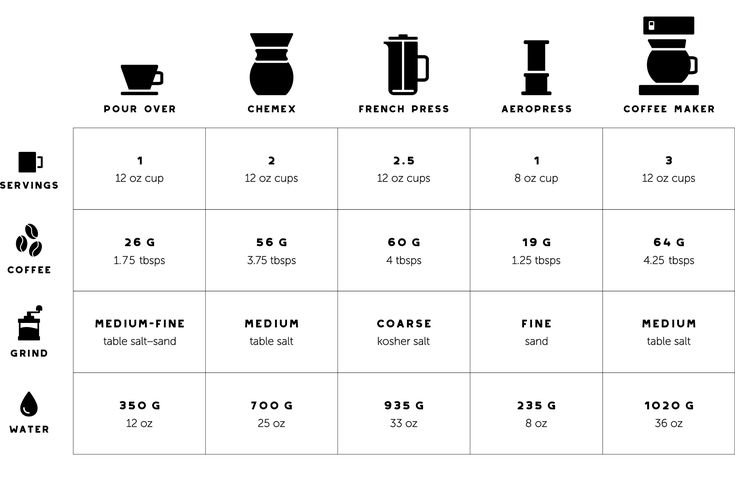 POUR OVER CHEMEX FRENCH PRESS AEROPRESS COFFEE MAKER
SERVINGS
1 2 2.5 1 3
12 oz cup 12 oz cups 12 oz cups 8 oz cup 12 oz cups
COFFEE
26 G 56 G 60 G 19 G 64 G
1.75 tbsps 3.75 tbsps 4 tbsps 1.25 tbsps 4.25 tbsps
GRIND
MEDIUM-FINE MEDIUM COARSE FINE MEDIUM
table salt–sand table salt kosher salt sand table salt
WATER
350 G 700 G 935 G 235 G 1020 G
12 oz 25 oz 33 oz 8 oz 36 oz